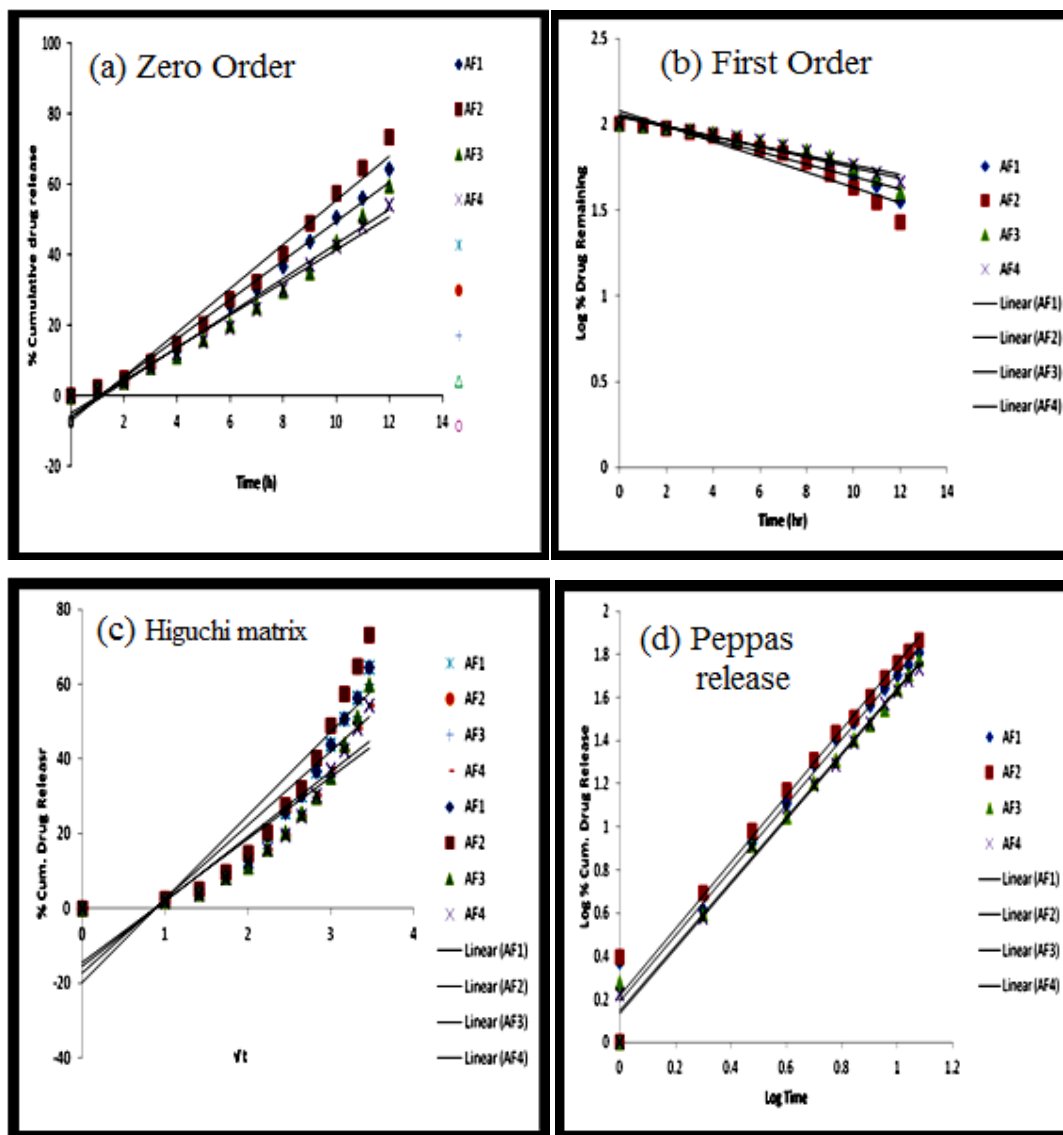 (a) Zero Order
% Cumulative drug release
100
80
60
40
20
0
-20
0
2
4
6
8
10
12
14
Time (h)
AF1
AF2
AF3
AF4
(b) First Order
Log % Drug Remaining
2.5
2
1.5
1
0.5
0
0
2
4
6
8
10
12
14
Time (hr)
AF1
AF2
AF3
AF4
Linear (AF1)
Linear (AF2)
Linear (AF3)
Linear (AF4)
(c) Higuchi matrix
% Cum. Drug Releasr
80
60
40
20
0
-20
-40
0
1
2
3
4
√t
AF1
AF2
AF3
AF4
AF1
AF2
AF3
AF4
Linear (AF1)
Linear (AF2)
Linear (AF3)
Linear (AF4)
(d) Peppas
release
Log % Cum. Drug Release
2
1.8
1.6
1.4
1.2
1
0.8
0.6
0.4
0.2
0
0
0.2
0.4
0.6
0.8
1
1.2
Log Time
AF1
AF2
AF3
AF4
Linear (AF1)
Linear (AF2)
Linear (AF3)
Linear (AF4)